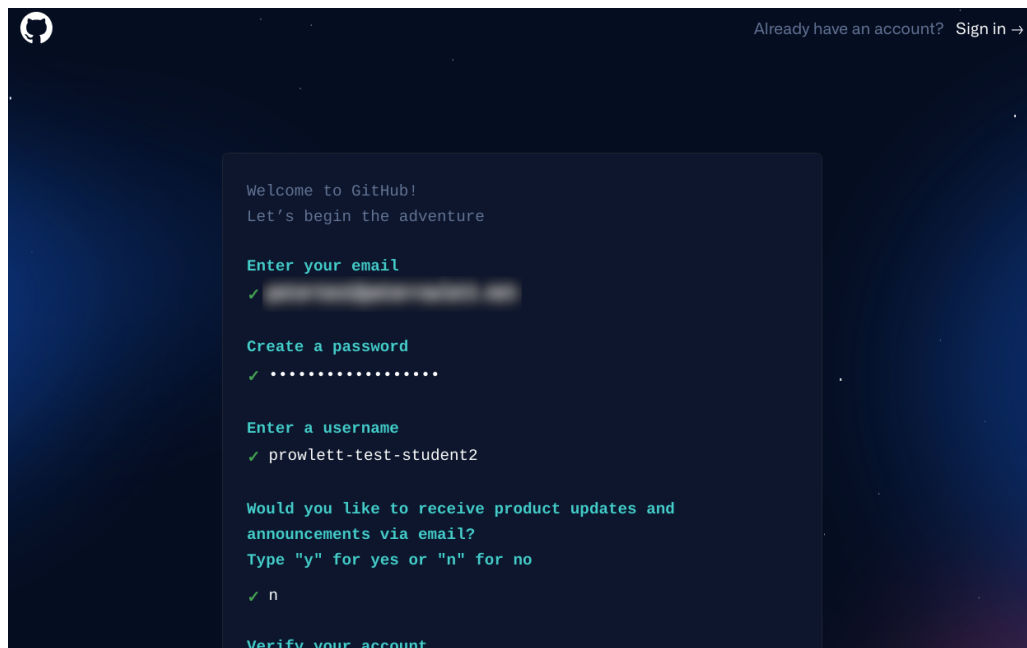 Already have an account? Sign in →
Welcome to GitHub!
Let’s begin the adventure
Enter your email
✓
Create a password
✓ ••••••••••••••••••
Enter a username
✓ prowlett-test-student2
Would you like to receive product updates and
announcements via email?
Type "y" for yes or "n" for no
✓ n
Verify your account